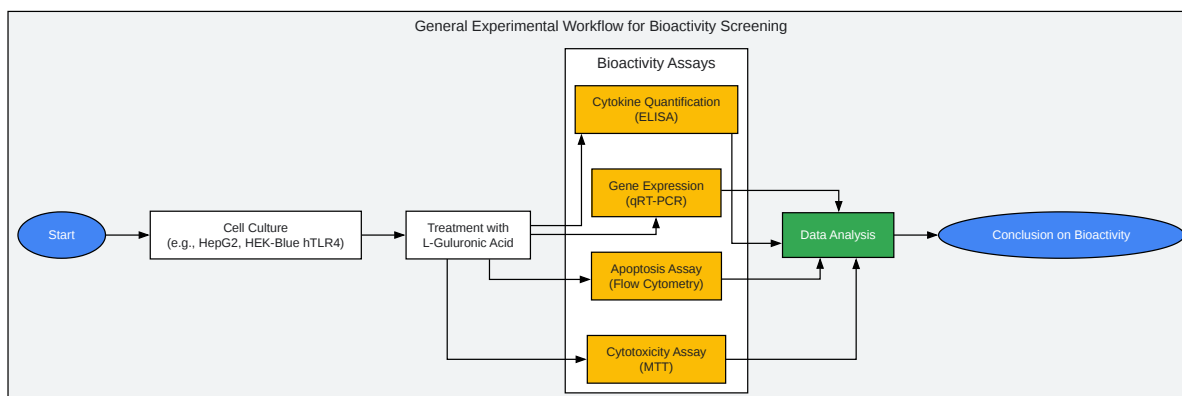 General Experimental Workflow for Bioactivity Screening
Bioactivity Assays
Cytokine Quantification
(ELISA)
Gene Expression
(qRT-PCR)
Start
Cell Culture
(e.g., HepG2, HEK-Blue hTLR4)
Treatment with
L-Guluronic Acid
Data Analysis
Conclusion on Bioactivity
Apoptosis Assay
(Flow Cytometry)
Cytotoxicity Assay
(MTT)